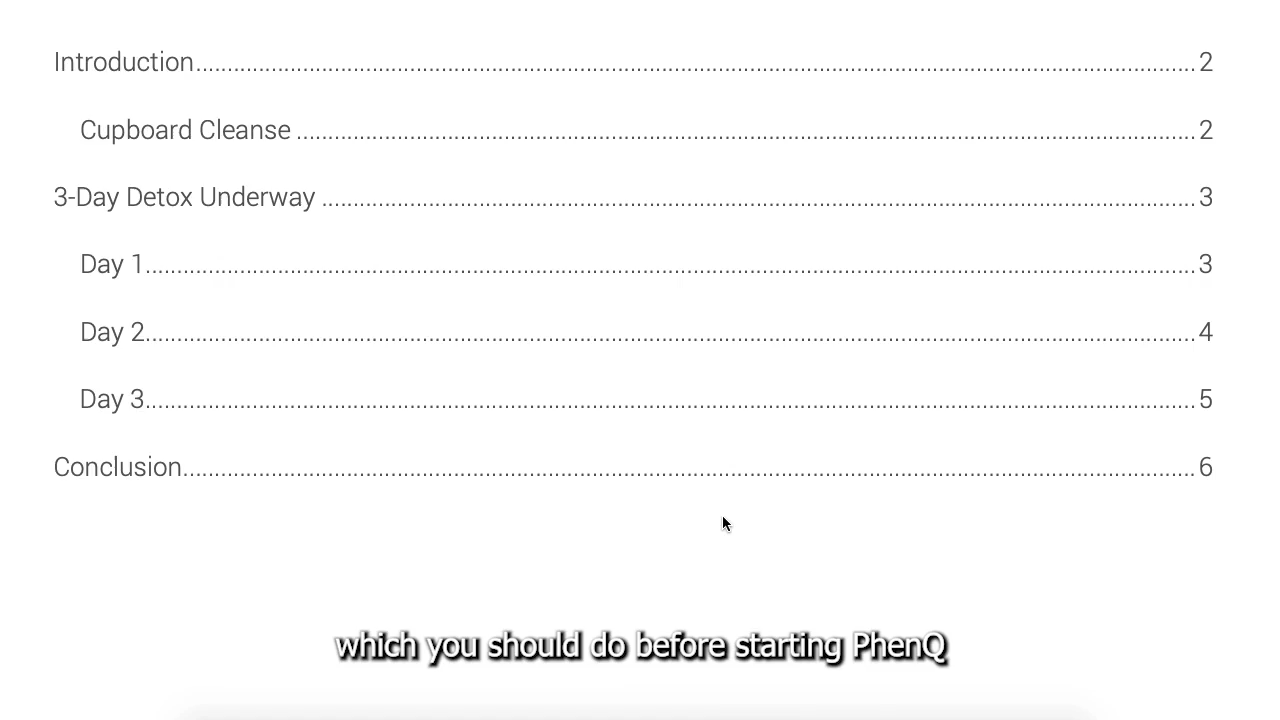 Introduction........................................2
Cupboard Cleanse ........................................2
3-Day Detox Underway ........................................3
Day 1........................................3
Day 2........................................4
Day 3........................................5
Conclusion........................................6
which you should do before starting PhenQ